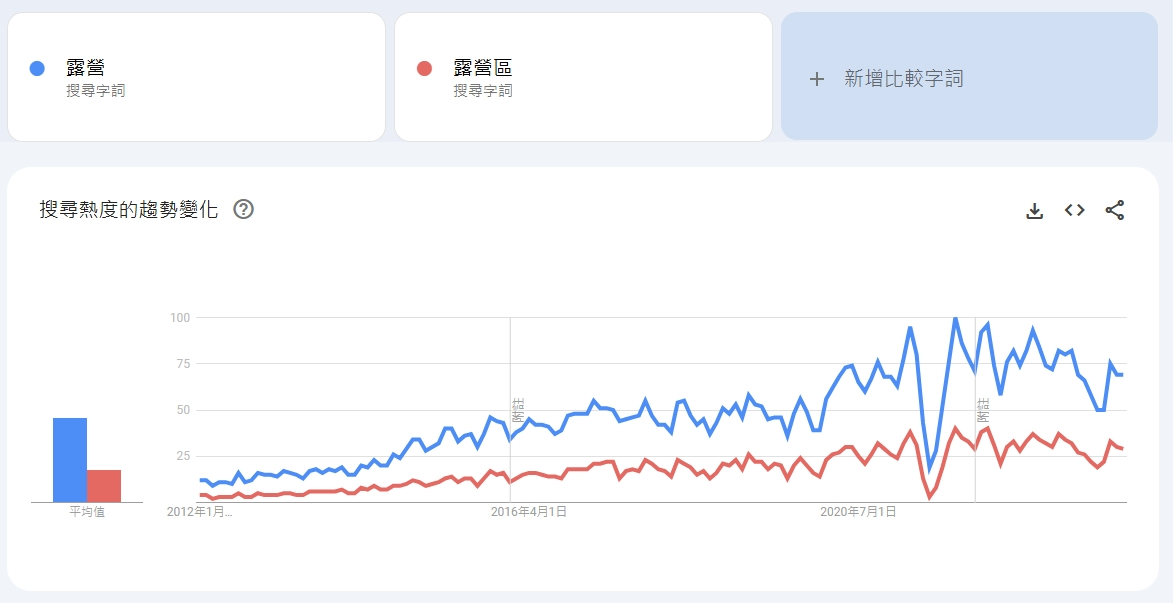 露營
搜尋字詞
露營區
搜尋字詞
+ 新增比較字詞
搜尋熱度的趨勢變化 ?
100
75
50
25
附註
附註
平均值
2012年1月...
2016年4月1日
2020年7月1日